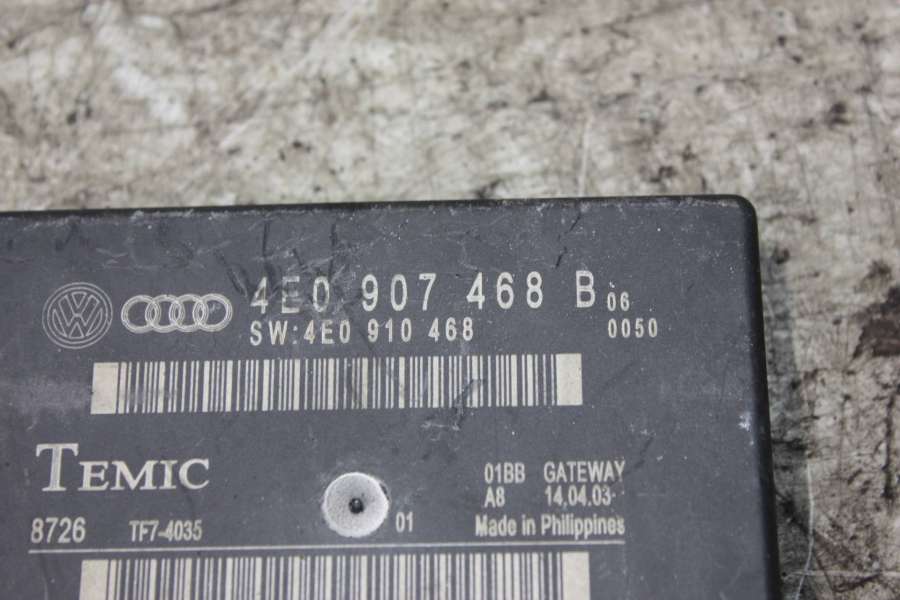 4E0 907 468 B 06
SW:4E0 910 468 0050
TEMIC
01BB GATEWAY
A8 14.04.03
8726 TF7-4035 01 Made in Philippines